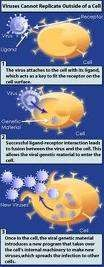 Viruses Cannot Replicate Outside of a Cell
Receptor
Virus
Ligand
Cell
1
The virus attaches to the cell with its ligand,
which acts as a key to fit the receptor on the
cell surface.
Virus
Genetic
Material
Cell
2
Successful ligand-receptor interaction leads
to fusion between the virus and the cell. This
allows the viral genetic material to enter the
cell.
New Viruses
Cell
3
Once in the cell, the viral genetic material
introduces a new program that takes over
the cell's internal machinery to make new
viruses, which spreads the infection to other
cells.